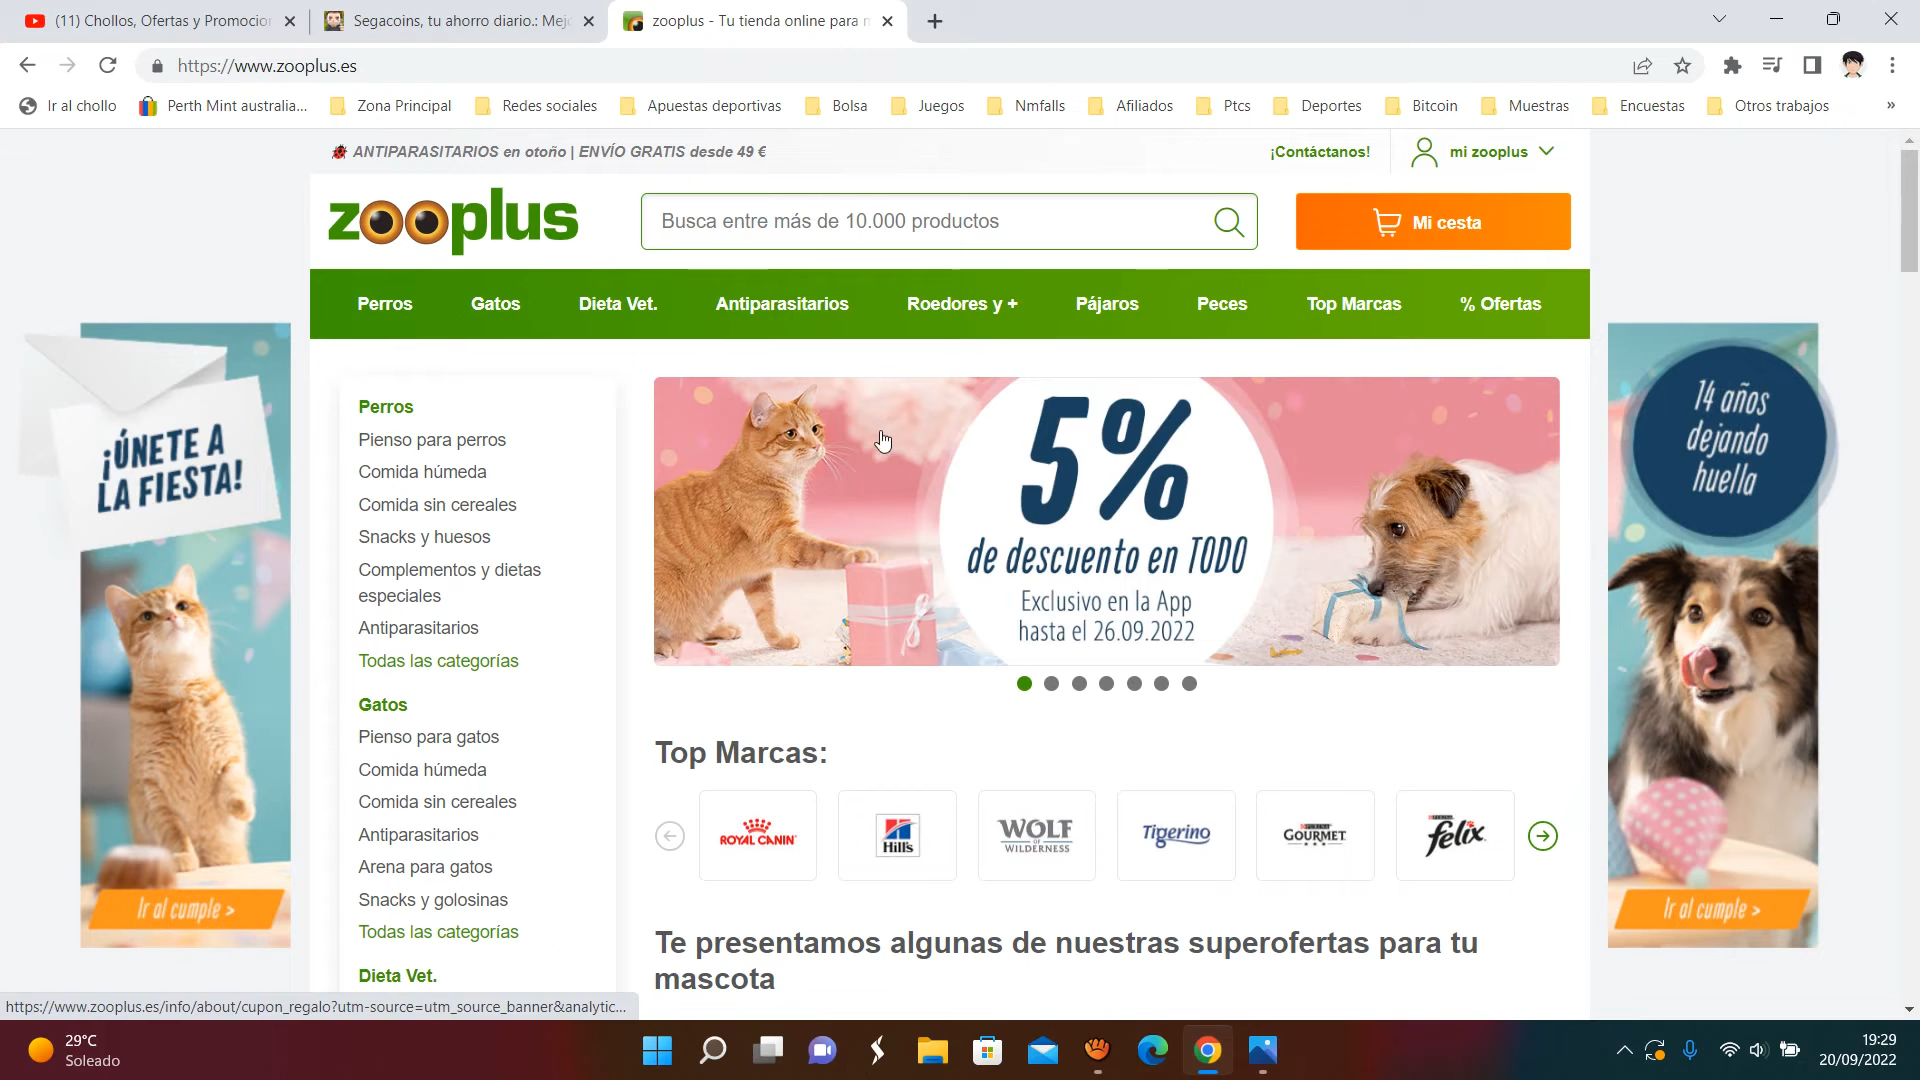 (11) Chollos, Ofertas y Promocion
Segacoins, tu ahorro diario.: Mejo
zooplus - Tu tienda online para m
https://www.zooplus.es
Ir al chollo
Perth Mint australia...
Zona Principal
Redes sociales
Apuestas deportivas
Bolsa
Juegos
Nmfalls
Afiliados
Ptcs
Deportes
Bitcoin
Muestras
Encuestas
Otros trabajos
»
ANTIPARASITARIOS en otoño | ENVÍO GRATIS desde 49 €
¡Contáctanos!
mi zooplus
zooplus
Busca entre más de 10.000 productos
Mi cesta
Perros
Gatos
Dieta Vet.
Antiparasitarios
Roedores y +
Pájaros
Peces
Top Marcas
% Ofertas
¡ÚNETE A
LA FIESTA!
Ir al cumple >
Perros
Pienso para perros
Comida húmeda
Comida sin cereales
Snacks y huesos
Complementos y dietas
especiales
Antiparasitarios
Todas las categorías
Gatos
Pienso para gatos
Comida húmeda
Comida sin cereales
Antiparasitarios
Arena para gatos
Snacks y golosinas
Todas las categorías
Dieta Vet.
5%
de descuento en TODO
Exclusivo en la App
hasta el 26.09.2022
Top Marcas:
ROYAL CANIN
Hill's
WOLF
OF
WILDERNESS
Tigerino
PURINA
GOURMET
PURINA
felix
Te presentamos algunas de nuestras superofertas para tu
mascota
14 años
dejando
huella
Ir al cumple >
https://www.zooplus.es/info/about/cupon_regalo?utm-source=utm_source_banner&analytic...
29°C
Soleado
19:29
20/09/2022